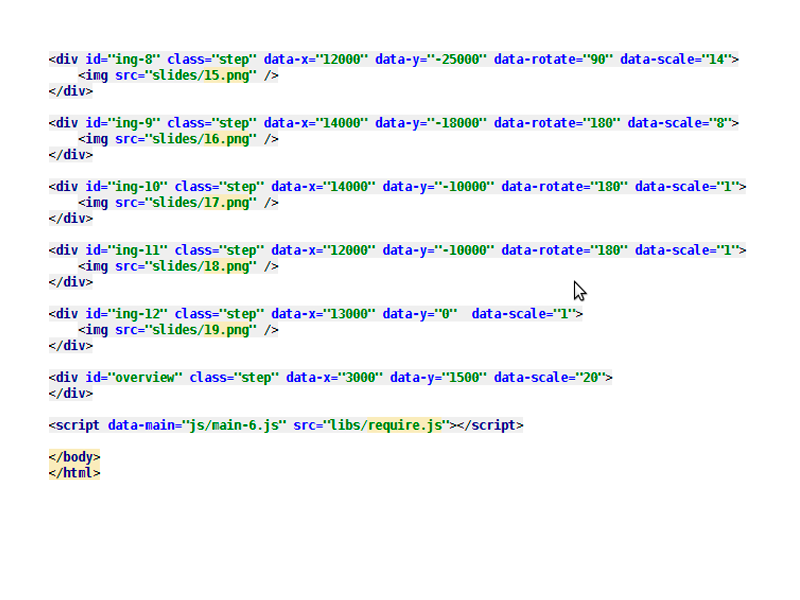 <div id="ing-8" class="step" data-x="12000" data-y="-25000" data-rotate="90" data-scale="14">
    <img src="slides/15.png" />
</div>
<div id="ing-9" class="step" data-x="14000" data-y="-18000" data-rotate="180" data-scale="8">
    <img src="slides/16.png" />
</div>
<div id="ing-10" class="step" data-x="14000" data-y="-10000" data-rotate="180" data-scale="1">
    <img src="slides/17.png" />
</div>
<div id="ing-11" class="step" data-x="12000" data-y="-10000" data-rotate="180" data-scale="1">
    <img src="slides/18.png" />
</div>
<div id="ing-12" class="step" data-x="13000" data-y="0"  data-scale="1">
    <img src="slides/19.png" />
</div>
<div id="overview" class="step" data-x="3000" data-y="1500" data-scale="20">
</div>
<script data-main="js/main-6.js" src="libs/require.js"></script>
</body>
</html>